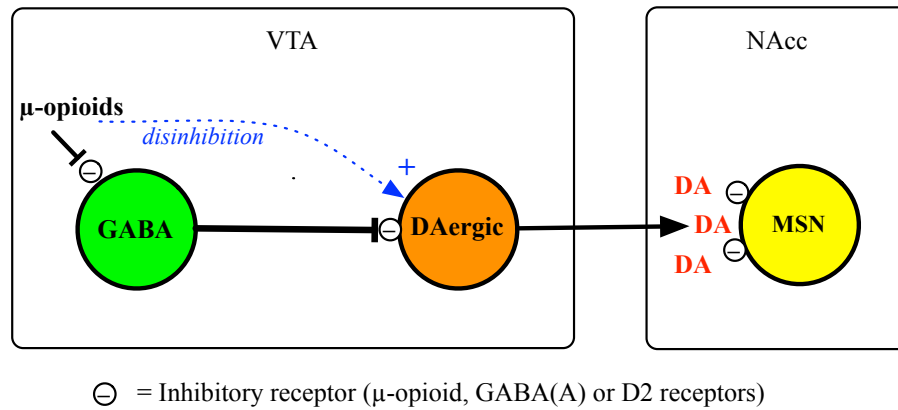 VTA
NAcc
µ-opioids
disinhibition
+
−
GABA
−
DAergic
DA
DA
DA
−
−
MSN
− = Inhibitory receptor (µ-opioid, GABA(A) or D2 receptors)